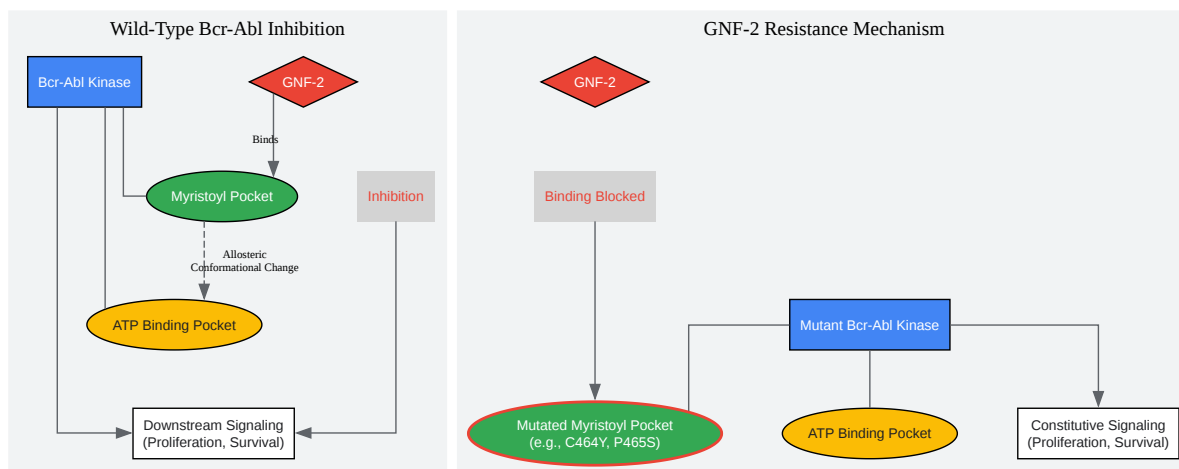 Wild-Type Bcr-Abl Inhibition
Bcr-Abl Kinase
GNF-2
Binds
Myristoyl Pocket
Inhibition
Allosteric
Conformational Change
ATP Binding Pocket
Downstream Signaling
(Proliferation, Survival)
GNF-2 Resistance Mechanism
GNF-2
Binding Blocked
Mutant Bcr-Abl Kinase
Mutated Myristoyl Pocket
(e.g., C464Y, P465S)
ATP Binding Pocket
Constitutive Signaling
(Proliferation, Survival)